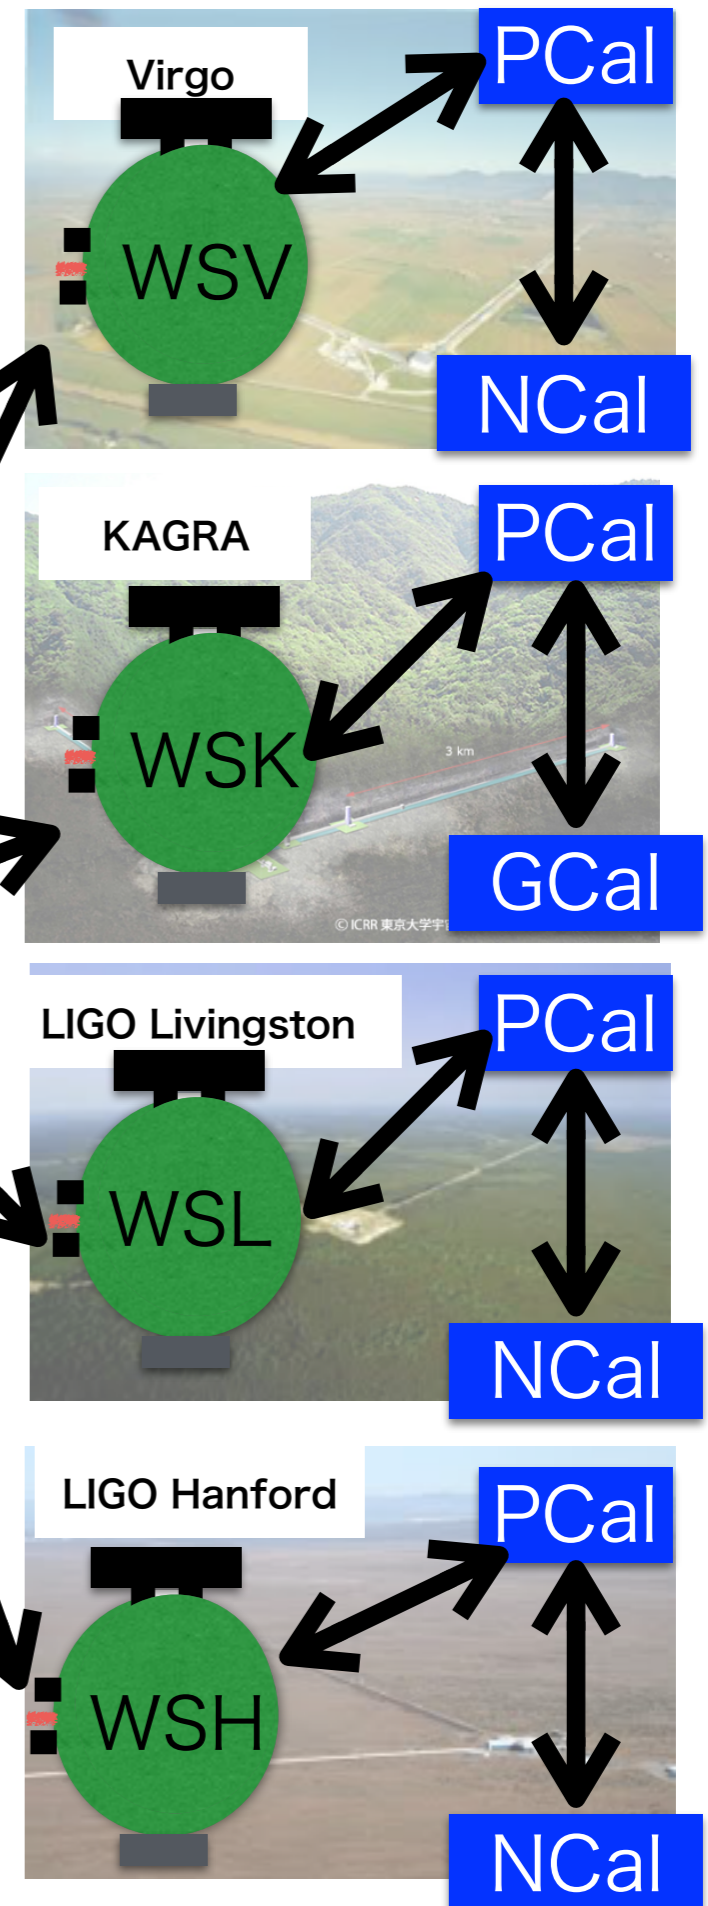 Virgo
PCal
WSV
NCal
KAGRA
PCal
WSK
3 km
GCal
© ICRR 東京大学宇
LIGO Livingston
PCal
WSL
NCal
LIGO Hanford
PCal
WSH
NCal